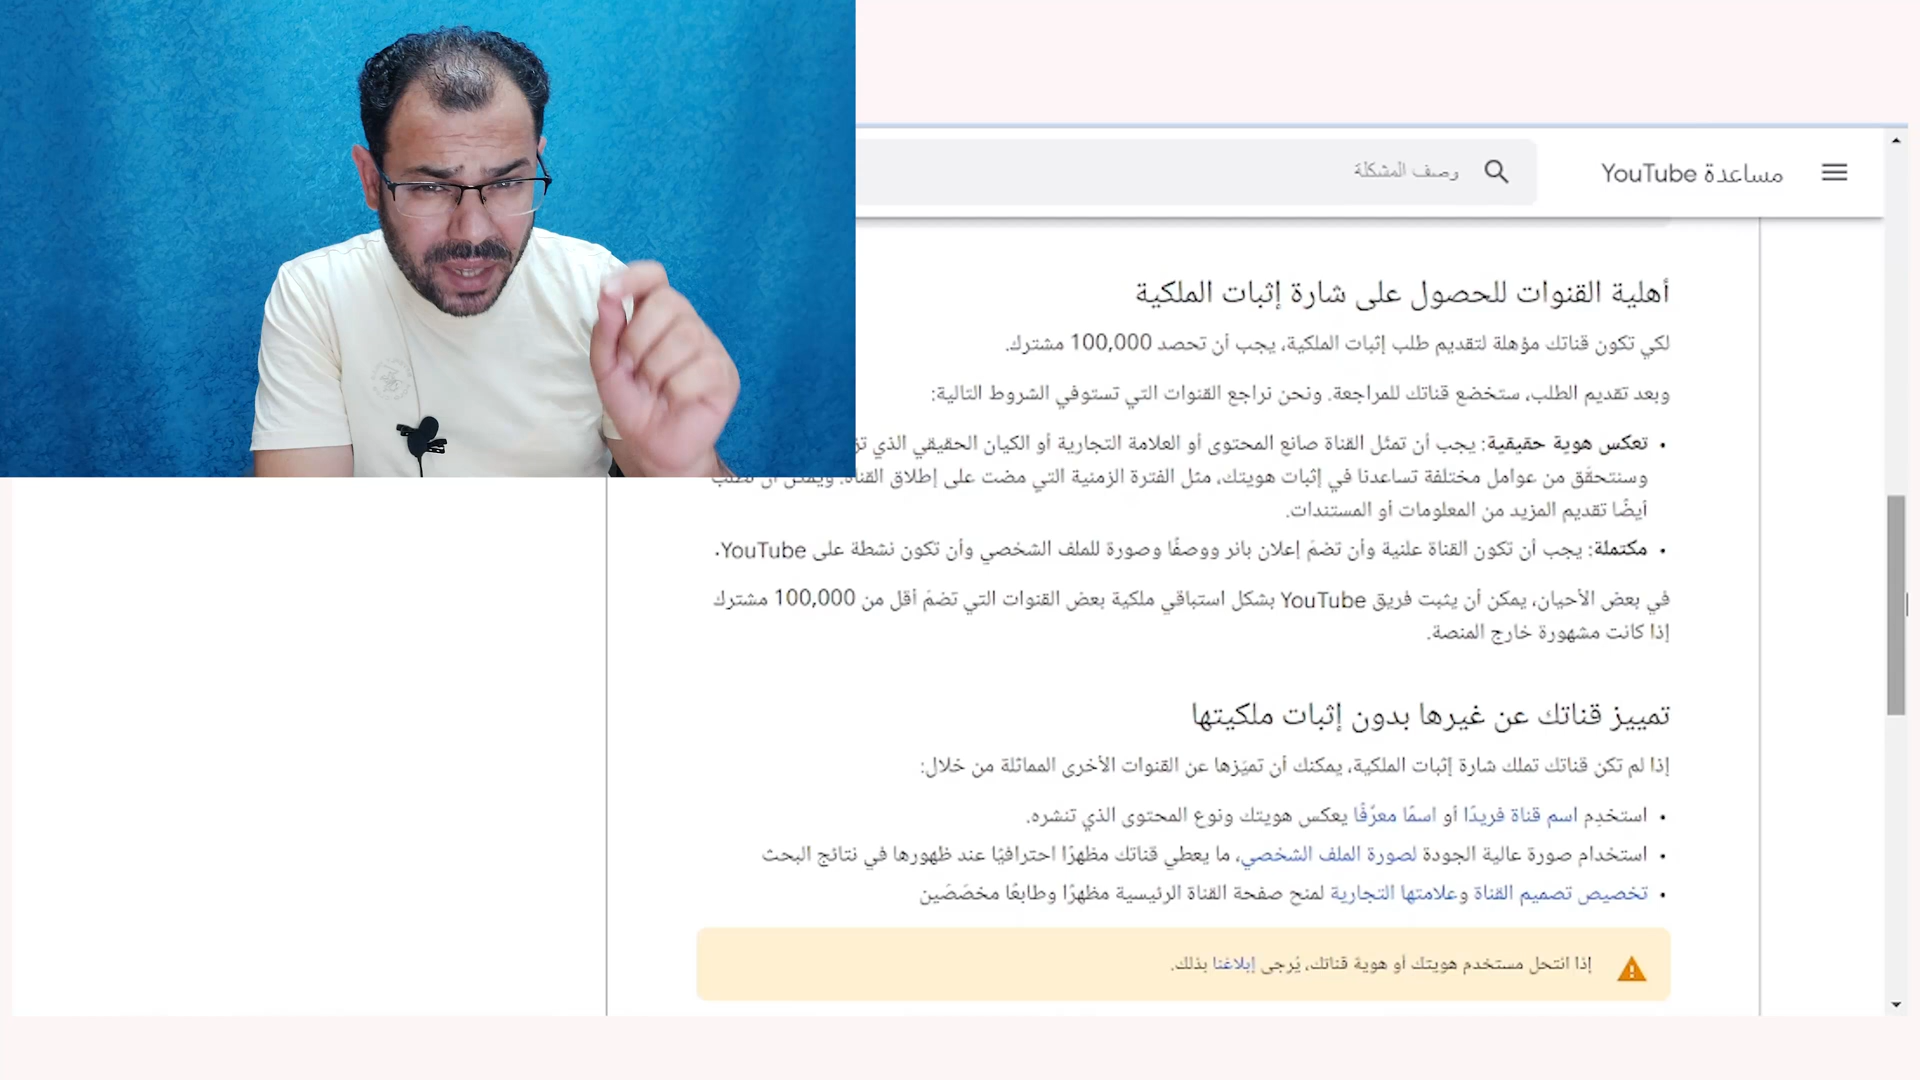 مساعدة YouTube
وصف المشكلة
أهلية القنوات للحصول على شارة إثبات الملكية
لكي تكون قناتك مؤهلة لتقديم طلب إثبات الملكية، يجب أن تحصد 100,000 مشترك.
وبعد تقديم الطلب، ستخضع قناتك للمراجعة. ونحن نراجع القنوات التي تستوفي الشروط التالية:
• تعكس هوية حقيقية: يجب أن تمثّل القناة صانع المحتوى أو العلامة التجارية أو الكيان الحقيقي الذي
وسنتحقّق من عوامل مختلفة تساعدنا في إثبات هويتك، مثل الفترة الزمنية التي مضت على إطلاق القناة. ويمكن أن نطلب
أيضًا تقديم المزيد من المعلومات أو المستندات.
• مكتملة: يجب أن تكون القناة علنية وأن تضمّ إعلان بانر ووصفًا وصورة للملف الشخصي وأن تكون نشطة على YouTube.
في بعض الأحيان، يمكن أن يثبت فريق YouTube بشكل استباقي ملكية بعض القنوات التي تضمّ أقل من 100,000 مشترك
إذا كانت مشهورة خارج المنصة.
تمييز قناتك عن غيرها بدون إثبات ملكيتها
إذا لم تكن قناتك تملك شارة إثبات الملكية، يمكنك أن تميّزها عن القنوات الأخرى المماثلة من خلال:
• استخدِم اسم قناة فريدًا أو اسمًا معرِّفًا يعكس هويتك ونوع المحتوى الذي تنشره.
• استخدام صورة عالية الجودة لصورة الملف الشخصي، ما يعطي قناتك مظهرًا احترافيًا عند ظهورها في نتائج البحث
• تخصيص تصميم القناة وعلامتها التجارية لمنح صفحة القناة الرئيسية مظهرًا وطابعًا مخصّصَين
إذا انتحل مستخدم هويتك أو هوية قناتك، يُرجى إبلاغنا بذلك.